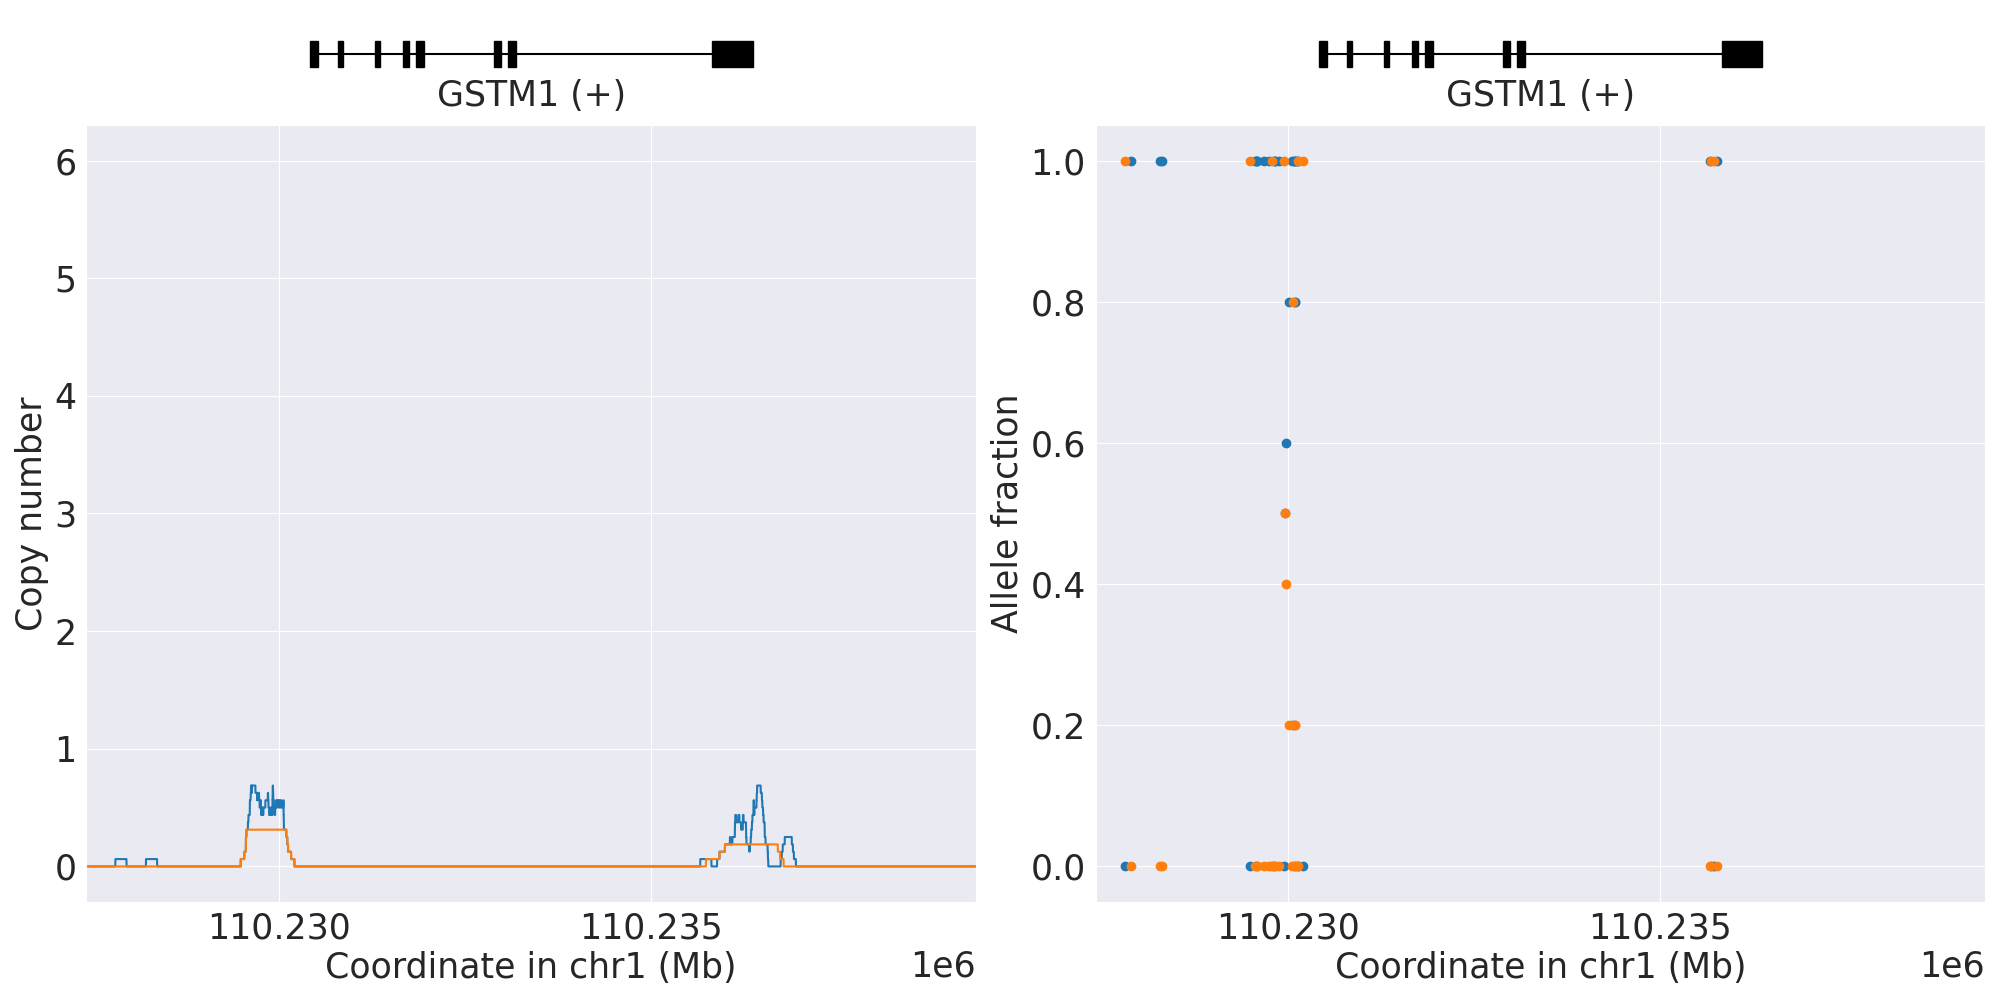 GSTM1 (+)
6
5
4
3
2
1
0
Copy number
110.230
110.235
Coordinate in chr1 (Mb)
1e6
GSTM1 (+)
1.0
0.8
0.6
0.4
0.2
0.0
Allele fraction
110.230
110.235
Coordinate in chr1 (Mb)
1e6